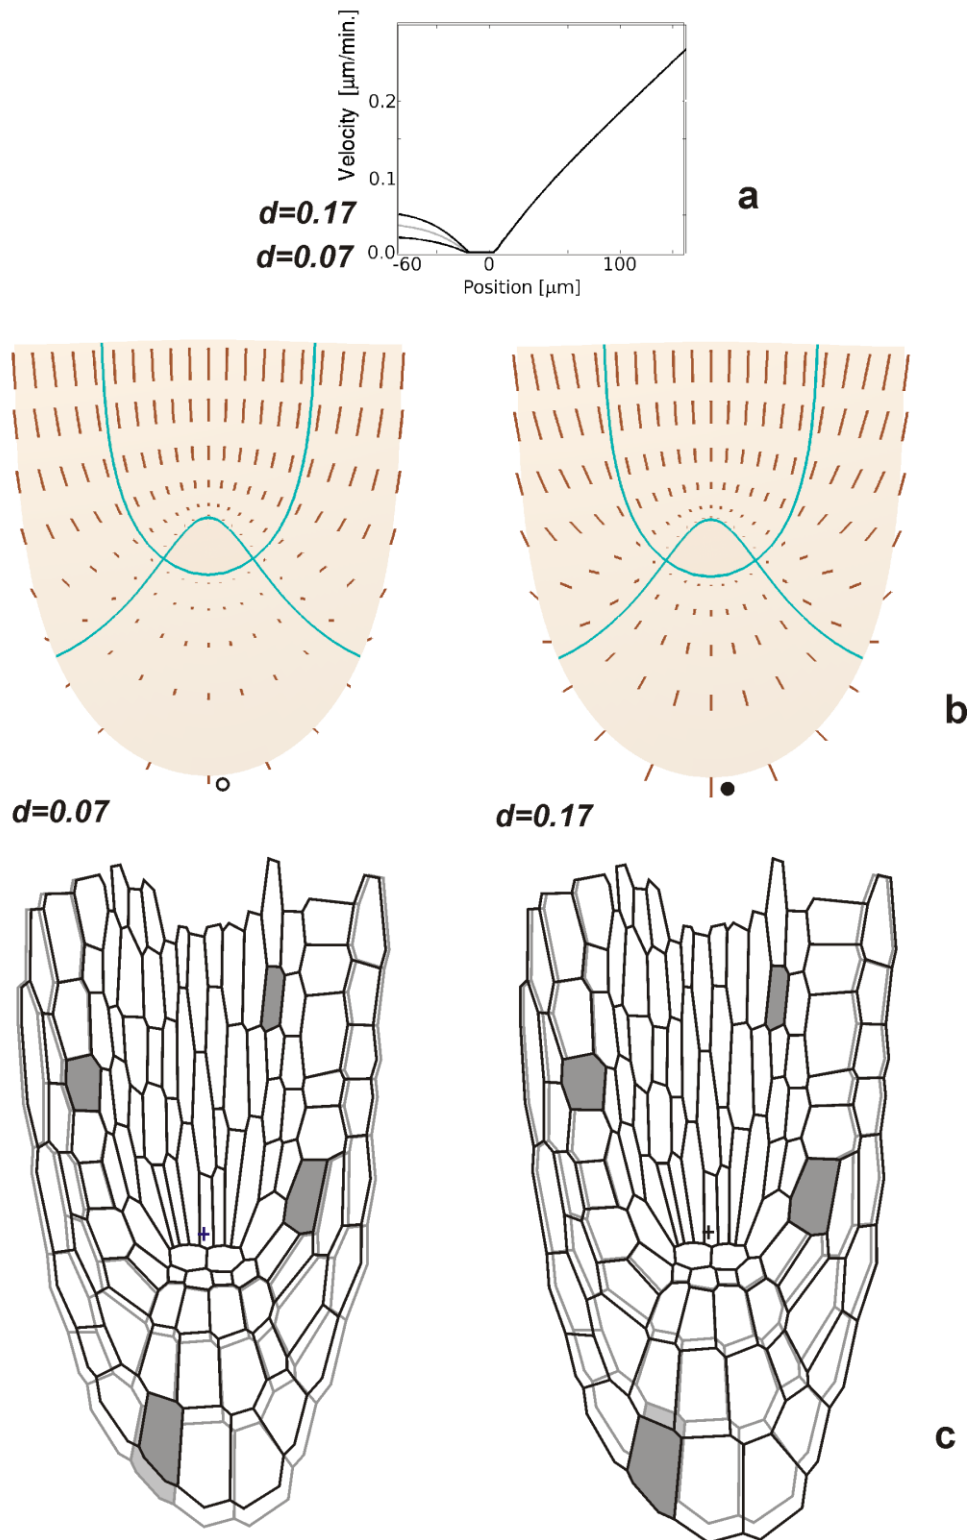 Velocity [μm/min.]
0.2
0.1
0.0
d=0.17
d=0.07
-60
0
100
Position [μm]
a
b
d=0.07
d=0.17
c